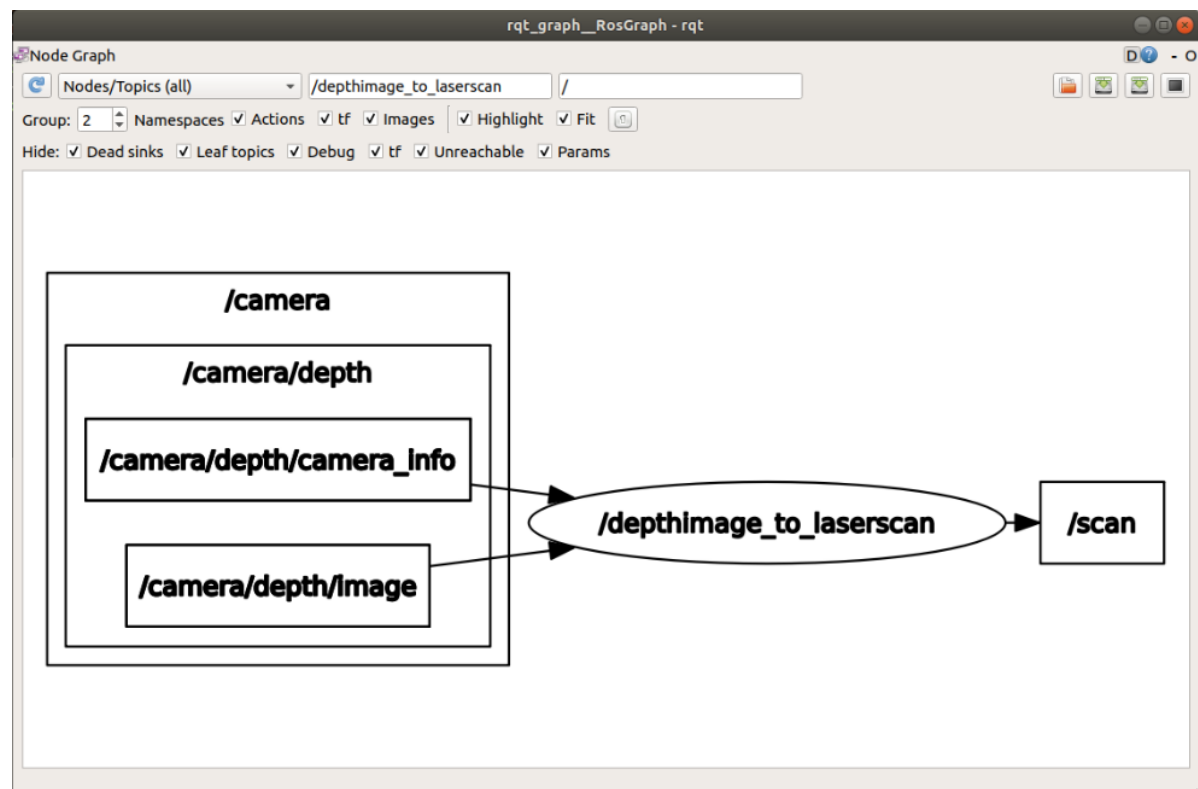 rqt_graph__RosGraph - rqt
Node Graph
D ? - O
Nodes/Topics (all) /depthimage_to_laserscan /
Group: 2 Namespaces Actions tf Images Highlight Fit
Hide: Dead sinks Leaf topics Debug tf Unreachable Params
/camera
/camera/depth
/camera/depth/camera_info
/depthimage_to_laserscan
/scan
/camera/depth/image